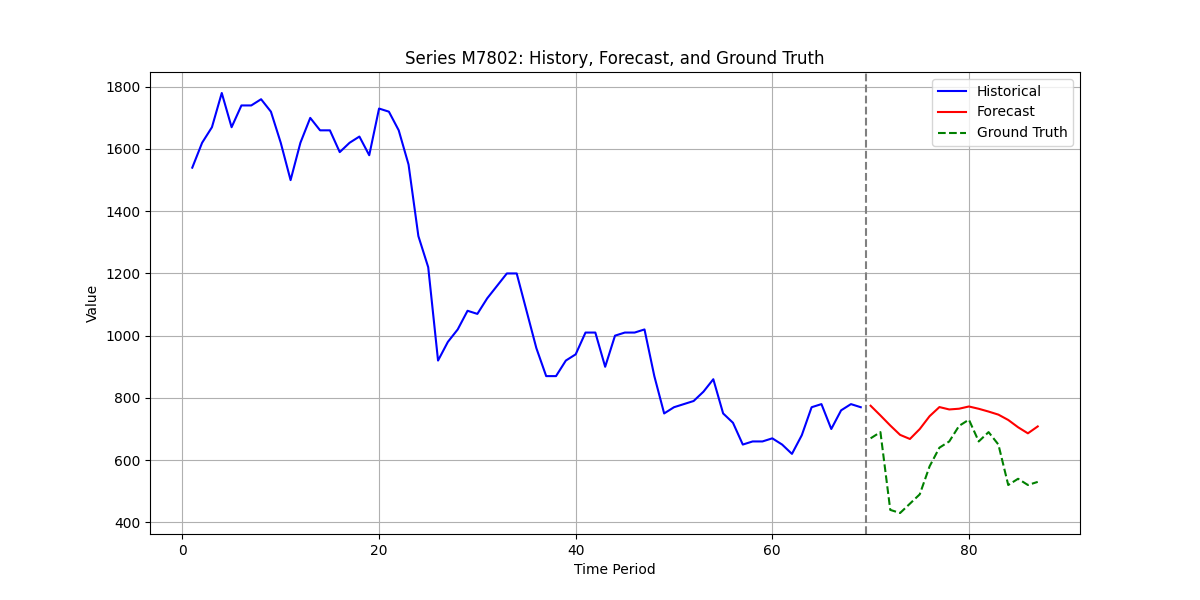 Series M7802: History, Forecast, and Ground Truth
Historical
Forecast
Ground Truth
Value
1800
1600
1400
1200
1000
800
600
400
0
20
40
60
80
Time Period